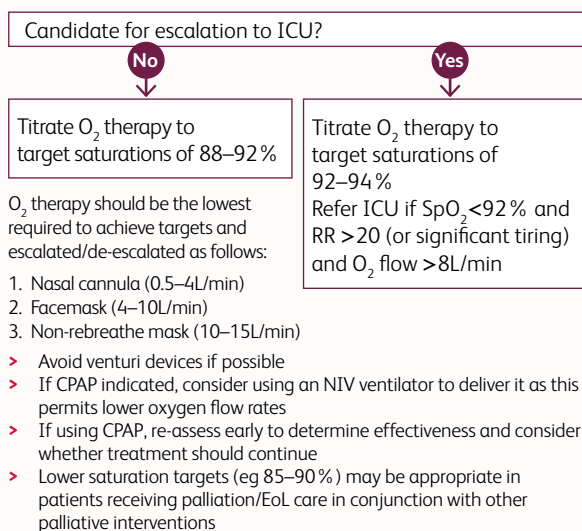 Candidate for escalation to ICU?
No
Yes
Titrate O₂ therapy to
target saturations of 88–92%
Titrate O₂ therapy to
target saturations of
92–94%
Refer ICU if SpO₂<92% and
RR >20 (or significant tiring)
and O₂ flow >8L/min
O₂ therapy should be the lowest
required to achieve targets and
escalated/de-escalated as follows:
1. Nasal cannula (0.5–4L/min)
2. Facemask (4–10L/min)
3. Non-rebreathe mask (10–15L/min)
> Avoid venturi devices if possible
> If CPAP indicated, consider using an NIV ventilator to deliver it as this
permits lower oxygen flow rates
> If using CPAP, re-assess early to determine effectiveness and consider
whether treatment should continue
> Lower saturation targets (eg 85–90%) may be appropriate in
patients receiving palliation/EoL care in conjunction with other
palliative interventions